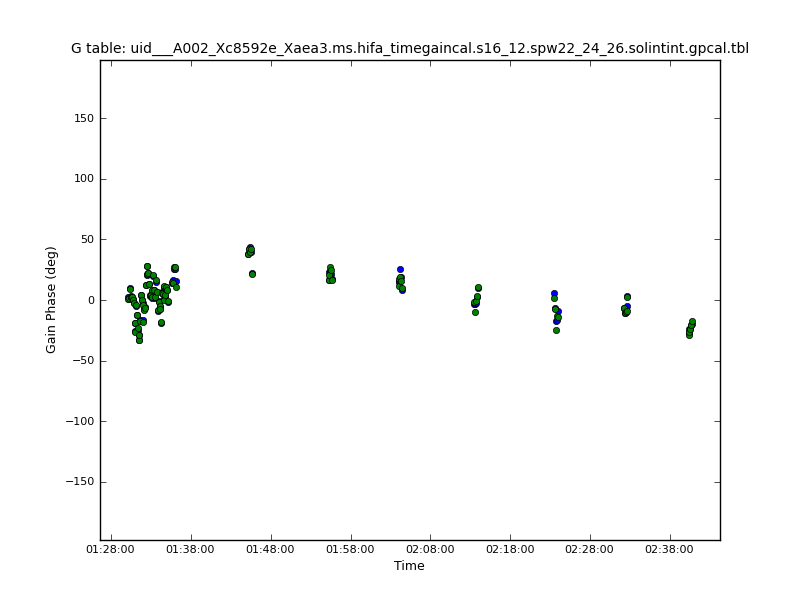 G table: uid___A002_Xc8592e_Xaea3.ms.hifa_timegaincal.s16_12.spw22_24_26.solintint.gpcal.tbl
150
100
50
0
−50
−100
−150
Gain Phase (deg)
01:28:00 01:38:00 01:48:00 01:58:00 02:08:00 02:18:00 02:28:00 02:38:00
Time